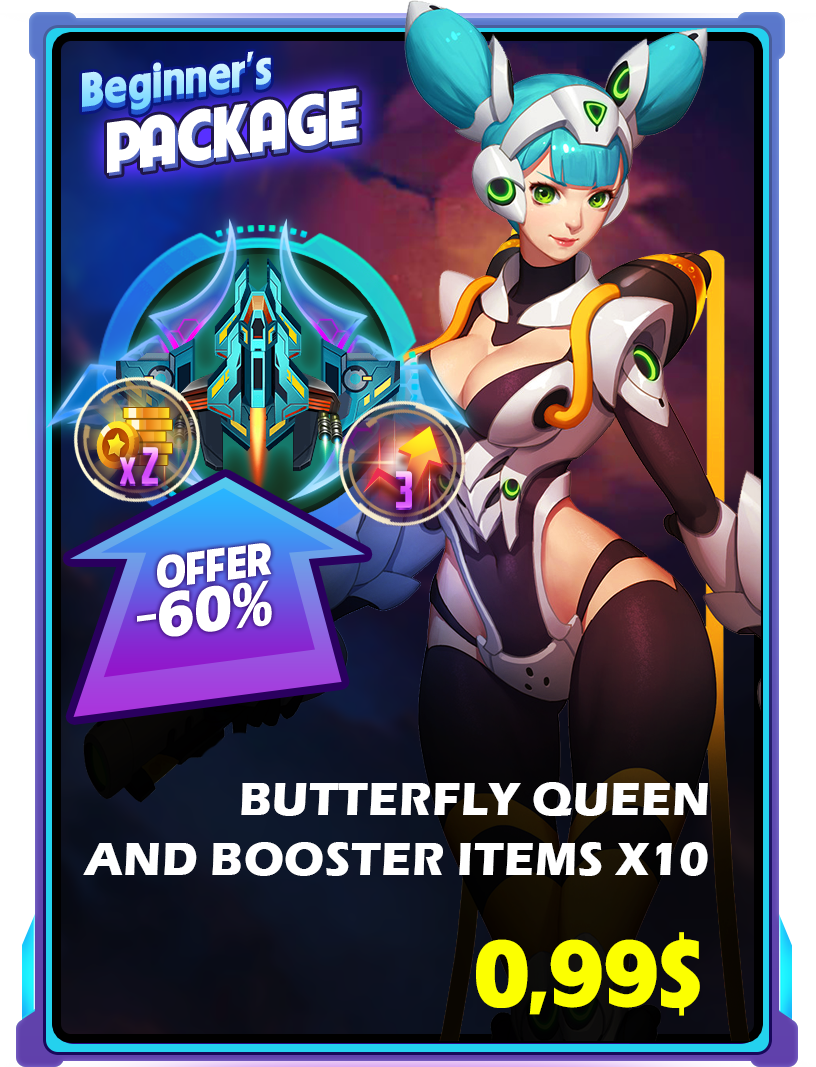 Beginner's
PACKAGE
x2
3
OFFER
-60%
BUTTERFLY QUEEN
AND BOOSTER ITEMS X10
0,99$